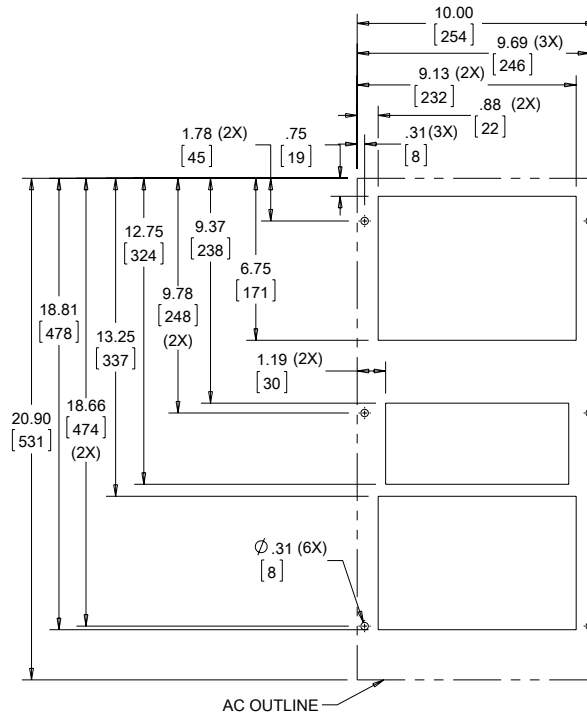 10.00
[254]
9.69 (3X)
[246]
9.13 (2X)
[232]
.88 (2X)
[22]
1.78 (2X)
[45]
.75
[19]
.31(3X)
[8]
12.75
[324]
9.37
[238]
6.75
[171]
9.78
[248]
(2X)
18.81
[478]
13.25
[337]
1.19 (2X)
[30]
20.90
[531]
18.66
[474]
(2X)
Ø .31 (6X)
[8]
AC OUTLINE